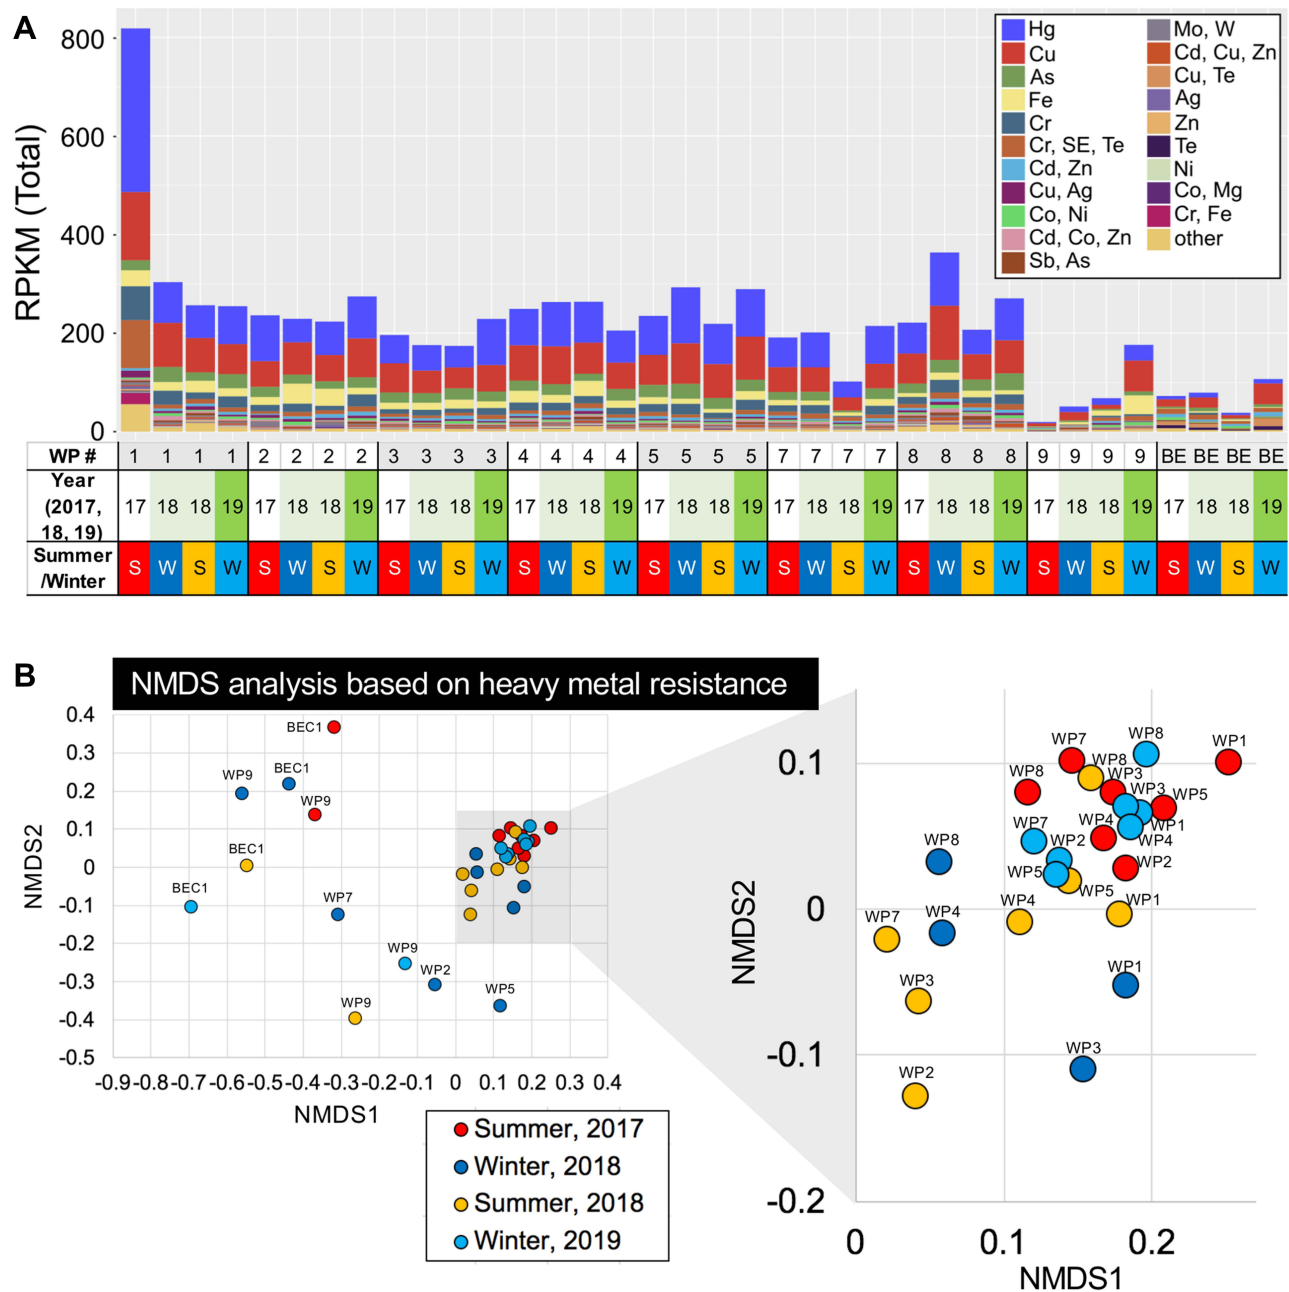 A
RPKM (Total)
800
600
400
200
0
Hg
Cu
As
Fe
Cr
Cr, SE, Te
Cd, Zn
Cu, Ag
Co, Ni
Cd, Co, Zn
Sb, As
Mo, W
Cd, Cu, Zn
Cu, Te
Ag
Zn
Te
Ni
Co, Mg
Cr, Fe
other
WP # 1 1 1 1 2 2 2 2 3 3 3 3 4 4 4 4 5 5 5 5 7 7 7 7 8 8 8 8 9 9 9 9 BE BE BE BE
Year
(2017, 17 18 18 19 17 18 18 19 17 18 18 19 17 18 18 19 17 18 18 19 17 18 18 19 17 18 18 19 17 18 18 19 17 18 18 19
18, 19)
Summer
/Winter S W S W S W S W S W S W S W S W S W S W S W S W S W S W S W S W S W S W
B
NMDS analysis based on heavy metal resistance
NMDS2
0.4
0.3
0.2
0.1
0
-0.1
-0.2
-0.3
-0.4
-0.5
BEC1
BEC1
WP9
WP9
BEC1
BEC1
WP7
WP9
WP2
WP5
WP9
-0.9 -0.8 -0.7 -0.6 -0.5 -0.4 -0.3 -0.2 -0.1 0 0.1 0.2 0.3 0.4
NMDS1
Summer, 2017
Winter, 2018
Summer, 2018
Winter, 2019
NMDS2
0.1
0
-0.1
-0.2
WP7
WP8
WP1
WP8
WP8
WP3
WP3
WP5
WP7
WP4
WP1
WP4
WP8
WP2
WP2
WP5
WP5
WP4
WP1
WP7
WP4
WP3
WP1
WP3
WP2
0 0.1 0.2
NMDS1